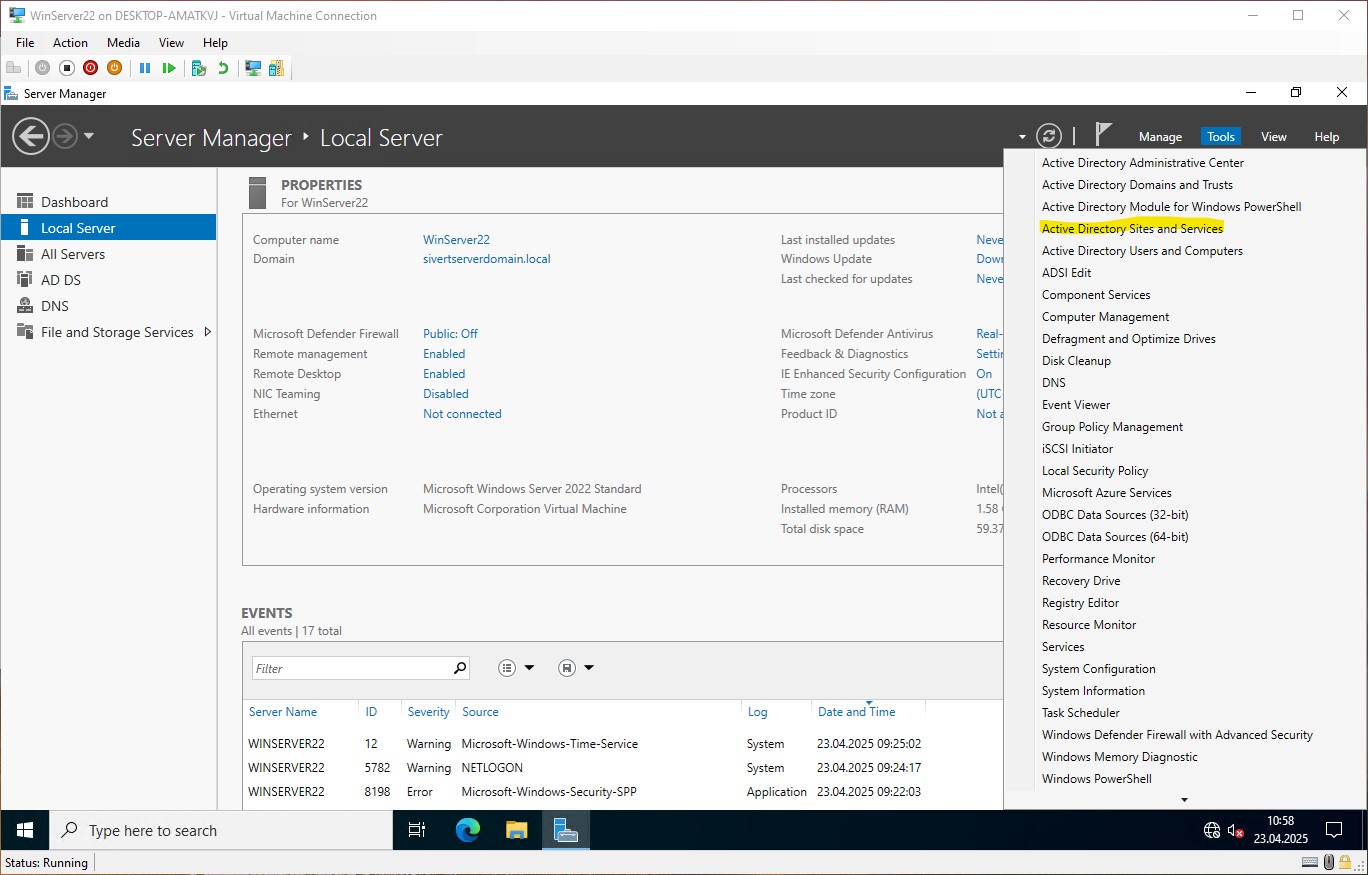 WinServer22 on DESKTOP-AMATKVJ - Virtual Machine Connection
File Action Media View Help
Server Manager
Server Manager Local Server
Manage Tools View Help
Dashboard
Local Server
All Servers
AD DS
DNS
File and Storage Services
PROPERTIES
For WinServer22
Computer name WinServer22
Domain sivertserverdomain.local
Last installed updates Neve
Windows Update Down
Last checked for updates Neve
Microsoft Defender Firewall Public: Off
Remote management Enabled
Remote Desktop Enabled
NIC Teaming Disabled
Ethernet Not connected
Microsoft Defender Antivirus Real-
Feedback & Diagnostics Settin
IE Enhanced Security Configuration On
Time zone (UTC
Product ID Not a
Operating system version Microsoft Windows Server 2022 Standard
Hardware information Microsoft Corporation Virtual Machine
Processors Intel(
Installed memory (RAM) 1.58
Total disk space 59.37
EVENTS
All events | 17 total
Filter
Server Name ID Severity Source Log Date and Time
WINSERVER22 12 Warning Microsoft-Windows-Time-Service System 23.04.2025 09:25:02
WINSERVER22 5782 Warning NETLOGON System 23.04.2025 09:24:17
WINSERVER22 8198 Error Microsoft-Windows-Security-SPP Application 23.04.2025 09:22:03
Active Directory Administrative Center
Active Directory Domains and Trusts
Active Directory Module for Windows PowerShell
Active Directory Sites and Services
Active Directory Users and Computers
ADSI Edit
Component Services
Computer Management
Defragment and Optimize Drives
Disk Cleanup
DNS
Event Viewer
Group Policy Management
iSCSI Initiator
Local Security Policy
Microsoft Azure Services
ODBC Data Sources (32-bit)
ODBC Data Sources (64-bit)
Performance Monitor
Recovery Drive
Registry Editor
Resource Monitor
Services
System Configuration
System Information
Task Scheduler
Windows Defender Firewall with Advanced Security
Windows Memory Diagnostic
Windows PowerShell
Type here to search
10:58
23.04.2025
Status: Running